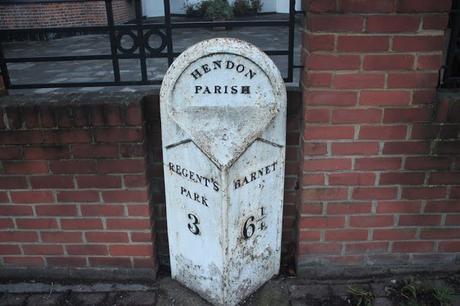 HENDON
PARISH
REGENT'S
PARK
3
BARNET
6 1/4